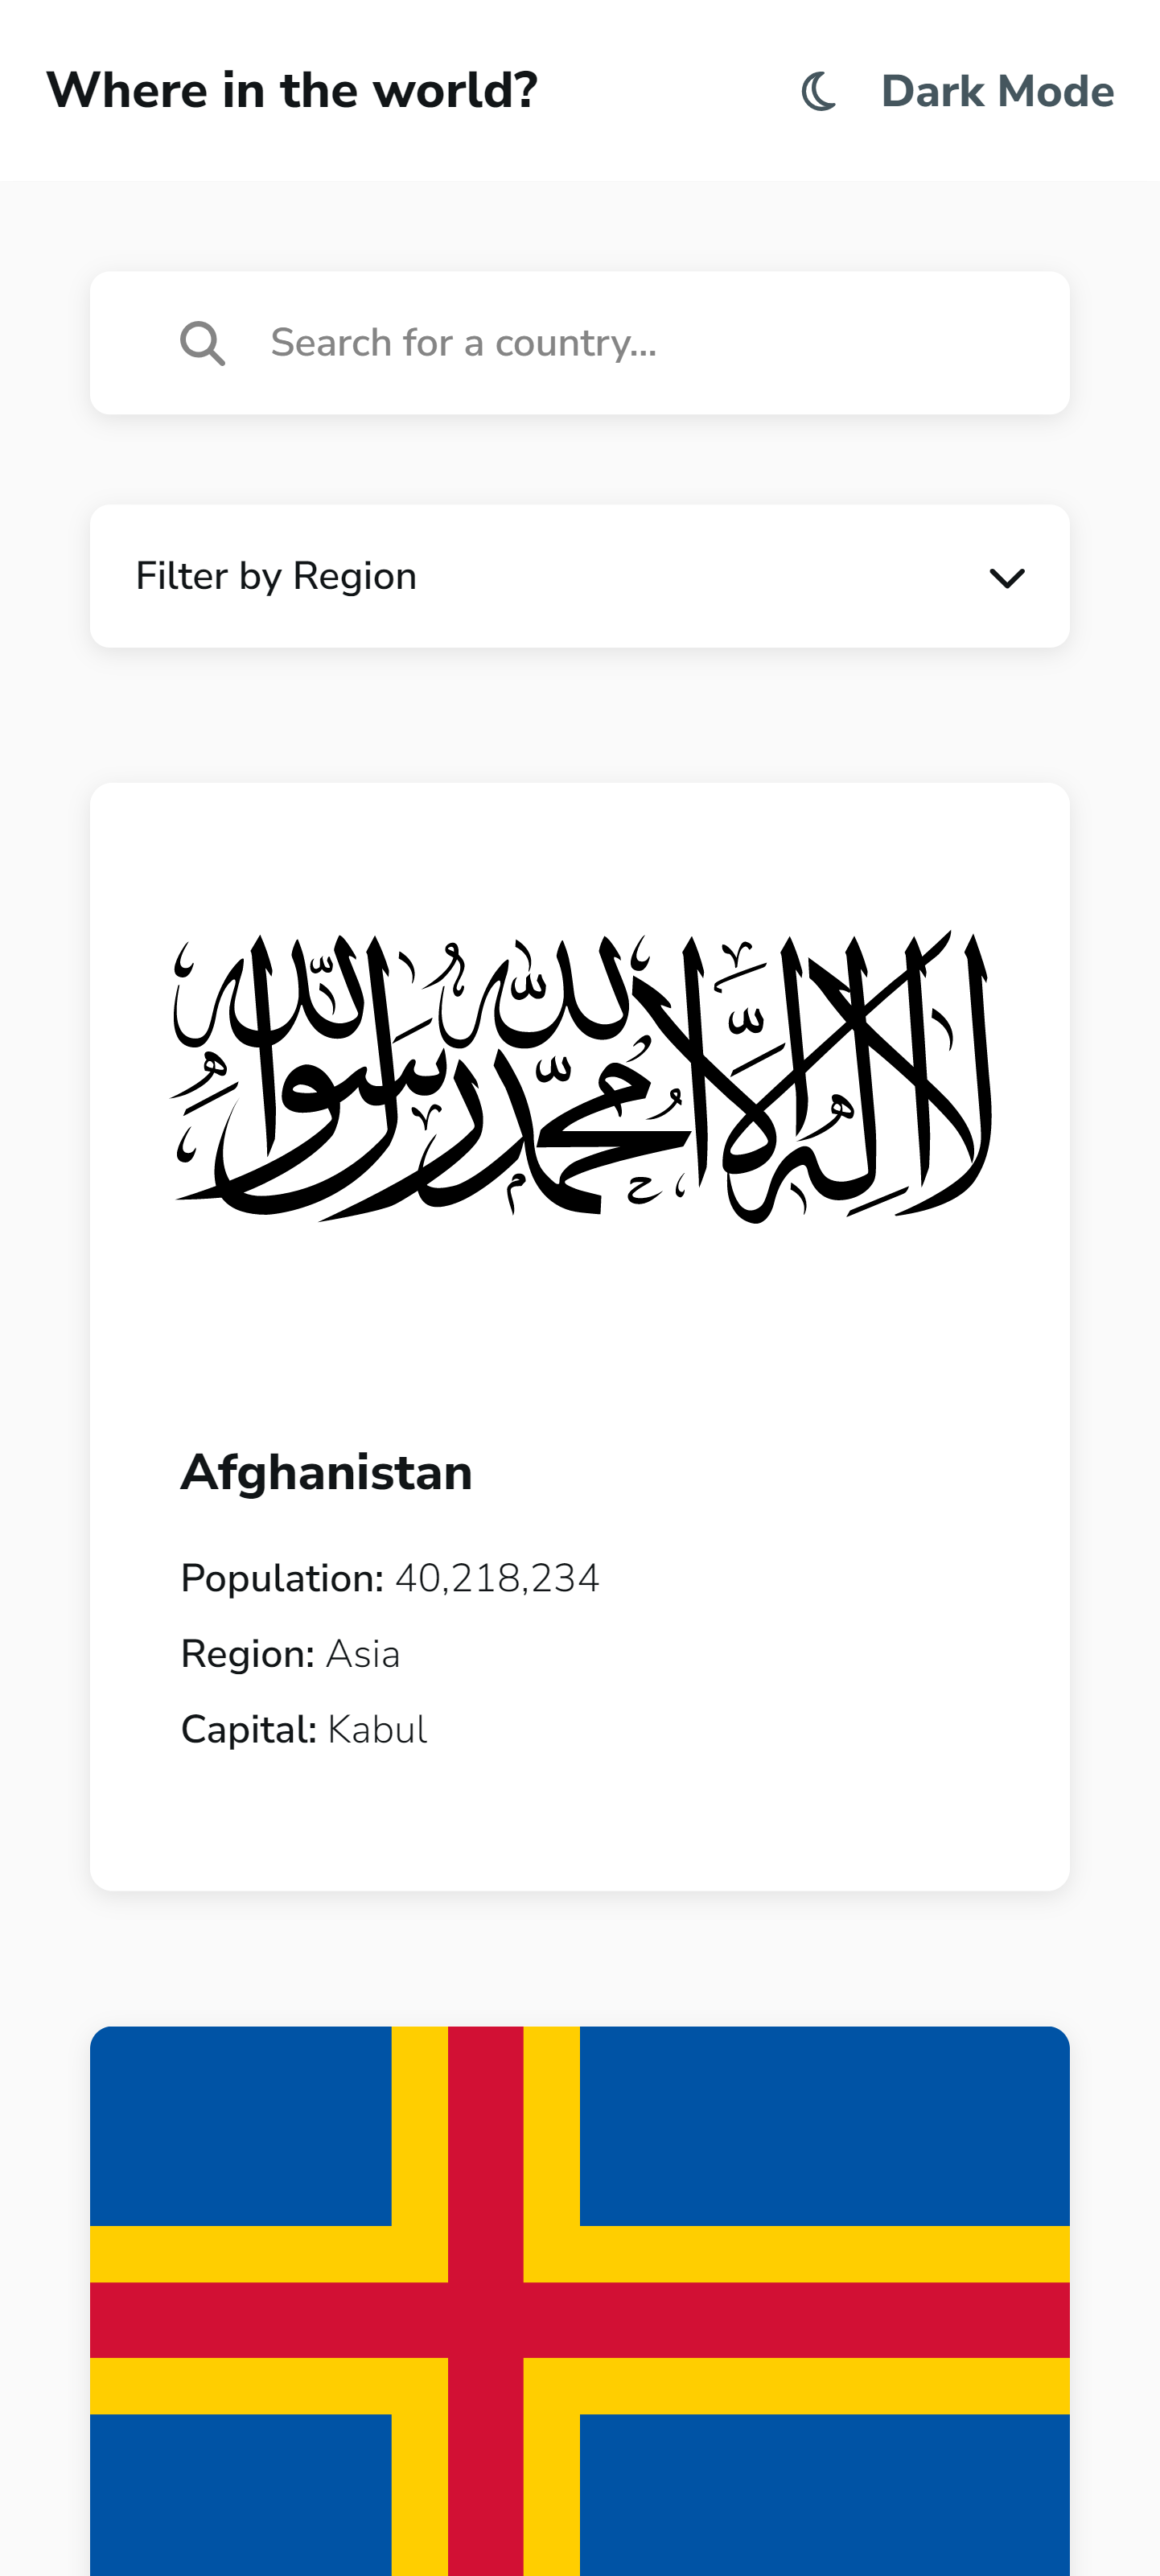 Where in the world?
Dark Mode
Search for a country...
Filter by Region
لا إله إلا الله محمد رسول الله
Afghanistan
Population: 40,218,234
Region: Asia
Capital: Kabul